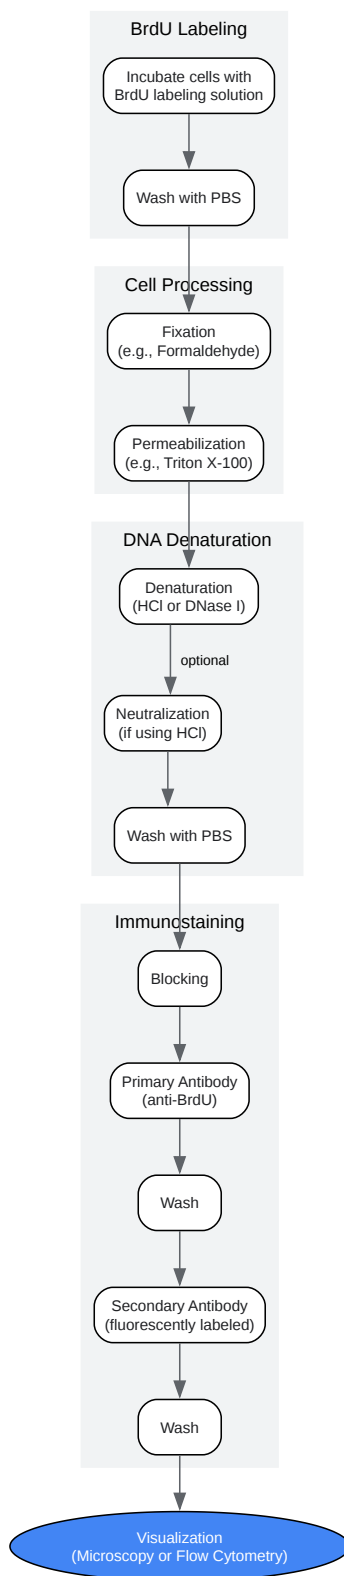 BrdU Labeling
Incubate cells with
BrdU labeling solution
Wash with PBS
Cell Processing
Fixation
(e.g., Formaldehyde)
Permeabilization
(e.g., Triton X-100)
DNA Denaturation
Denaturation
(HCl or DNase I)
optional
Neutralization
(if using HCl)
Wash with PBS
Immunostaining
Blocking
Primary Antibody
(anti-BrdU)
Wash
Secondary Antibody
(fluorescently labeled)
Wash
Visualization
(Microscopy or Flow Cytometry)